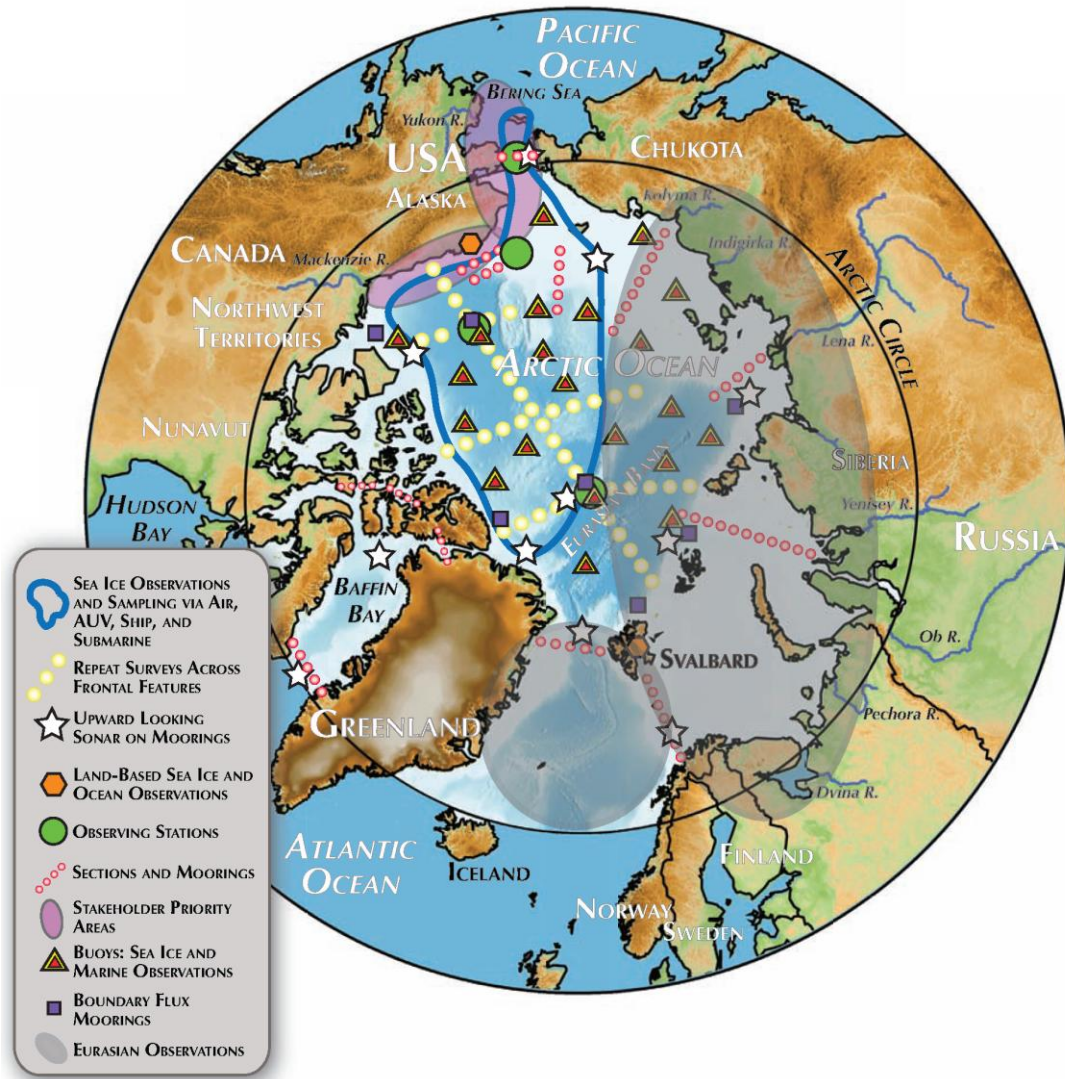 PACIFIC
OCEAN
BERING SEA
YUKON R.
USA
ALASKA
CHUKOTA
KOLYMA R.
INDIGIRKA R.
CANADA
MACKENZIE R.
ARCTIC CIRCLE
NORTHWEST
TERRITORIES
LENA R.
ARCTIC OCEAN
NUNAVUT
SIBERIA
EURASIAN BASIN
YENISEY R.
HUDSON
BAY
RUSSIA
BAFFIN
BAY
OB R.
SVALBARD
GREENLAND
PECHORA R.
DVINA R.
ATLANTIC
OCEAN
ICELAND
FINLAND
NORWAY
SWEDEN
SEA ICE OBSERVATIONS
AND SAMPLING VIA AIR,
AUV, SHIP, AND
SUBMARINE
REPEAT SURVEYS ACROSS
FRONTAL FEATURES
UPWARD LOOKING
SONAR ON MOORINGS
LAND-BASED SEA ICE AND
OCEAN OBSERVATIONS
OBSERVING STATIONS
SECTIONS AND MOORINGS
STAKEHOLDER PRIORITY
AREAS
BUOYS: SEA ICE AND
MARINE OBSERVATIONS
BOUNDARY FLUX
MOORINGS
EURASIAN OBSERVATIONS